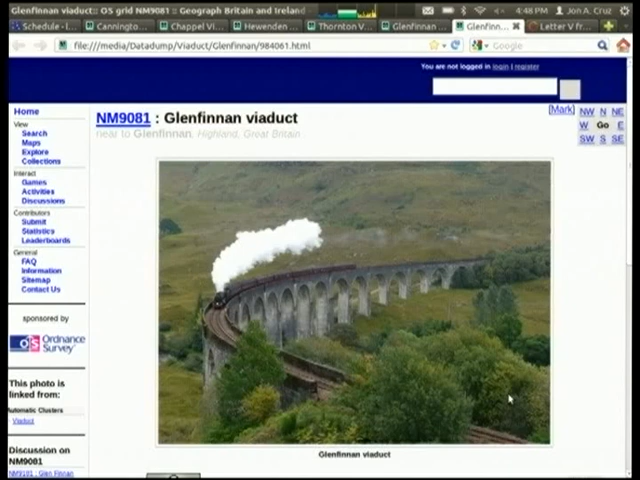 Glenfinnan viaduct:: OS grid NM9081 :: Geograph Britain and Ireland
4:48 PM Jon A. Cruz
Schedule - l...
Canningto...
Chappel Vi...
Hewenden ...
Thornton V...
Glenfinnan ...
Glenfinn...
Letter V fr...
file:///media/Datadump/Viaduct/Glenfinnan/984061.html
Google
You are not logged in login | register
Home
View
Search
Maps
Explore
Collections
Interact
Games
Activities
Discussions
Contributors
Submit
Statistics
Leaderboards
General
FAQ
Information
Sitemap
Contact Us
sponsored by
OS Ordnance Survey
This photo is
linked from:
Automatic Clusters
Viaduct
Discussion on
NM9081
NM9081 : Glen Finnan
NM9081 : Glenfinnan viaduct
near to Glenfinnan, Highland, Great Britain
[Mark]
NW N NE
W Go E
SW S SE
Glenfinnan viaduct